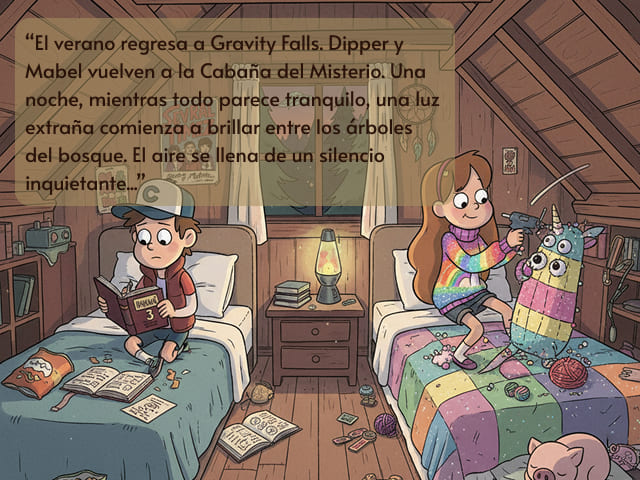 “El verano regresa a Gravity Falls. Dipper y
Mabel vuelven a la Cabaña del Misterio. Una
noche, mientras todo parece tranquilo, una luz
extraña comienza a brillar entre los árboles
del bosque. El aire se llena de un silencio
inquietante...”
C
3